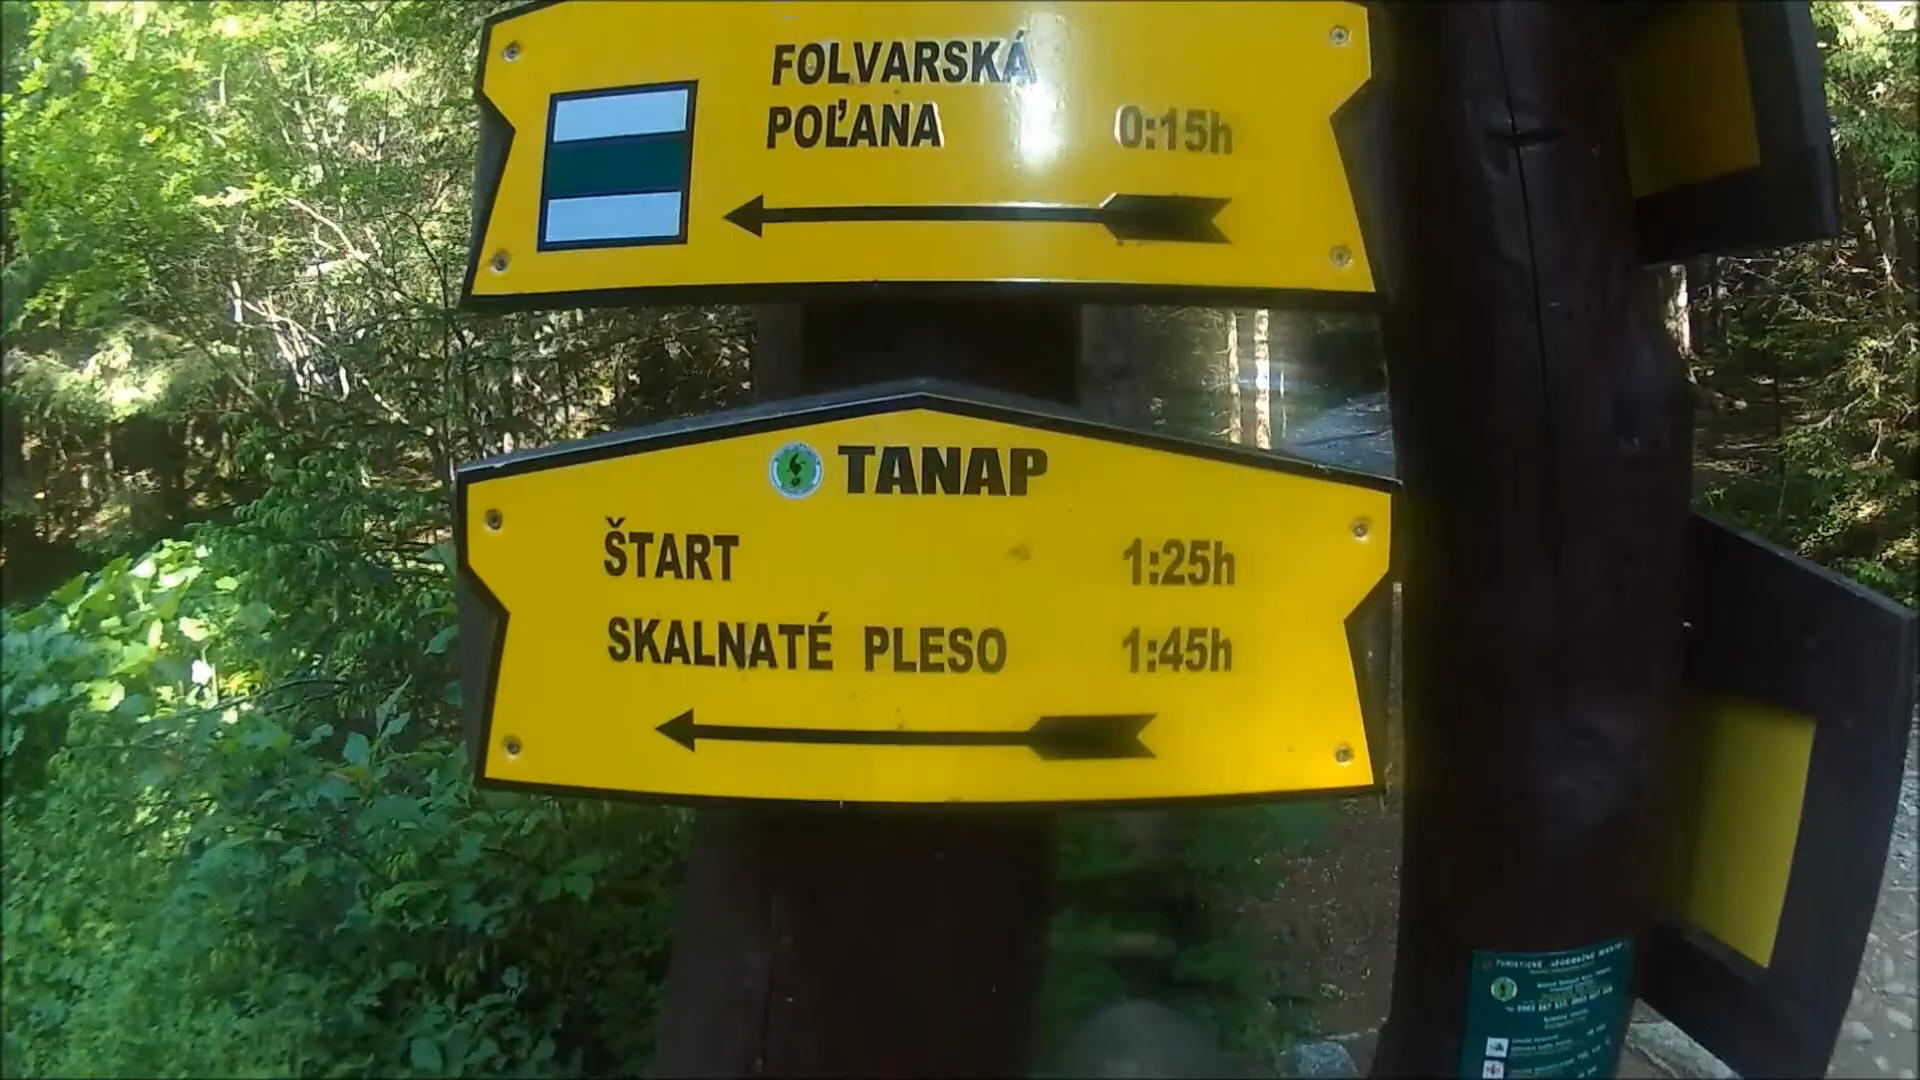 FOLVARSKÁ
POĽANA 0:15h
TANAP
ŠTART 1:25h
SKALNATÉ PLESO 1:45h